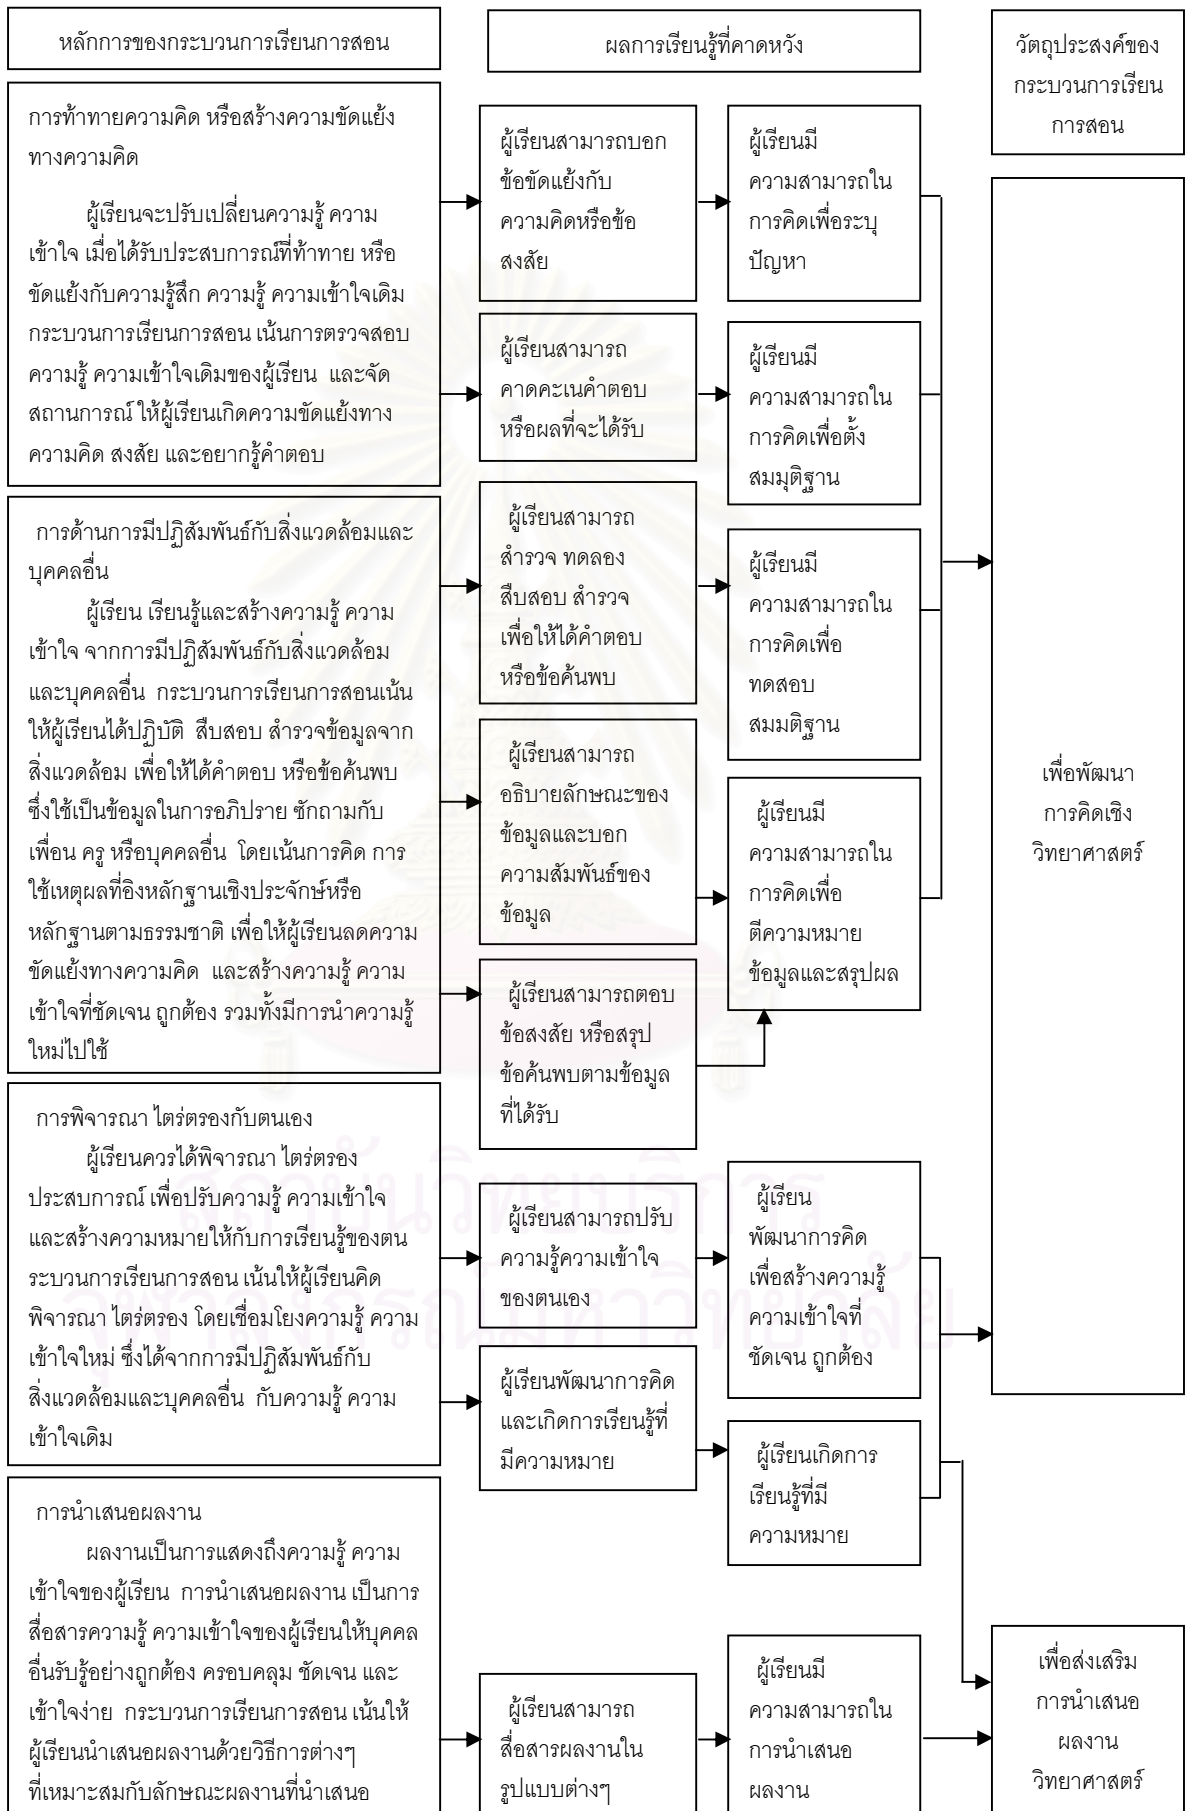 หลักการของกระบวนการเรียนการสอน
ผลการเรียนรู้ที่คาดหวัง
วัตถุประสงค์ของ
กระบวนการเรียน
การสอน
การท้าทายความคิด หรือสร้างความขัดแย้ง
ทางความคิด
ผู้เรียนจะปรับเปลี่ยนความรู้ ความ
เข้าใจ เมื่อได้รับประสบการณ์ที่ท้าทาย หรือ
ขัดแย้งกับความรู้สึก ความรู้ ความเข้าใจเดิม
กระบวนการเรียนการสอน เน้นการตรวจสอบ
ความรู้ ความเข้าใจเดิมของผู้เรียน และจัด
สถานการณ์ ให้ผู้เรียนเกิดความขัดแย้งทาง
ความคิด สงสัย และอยากรู้คำตอบ
ผู้เรียนสามารถบอก
ข้อขัดแย้งกับ
ความคิดหรือข้อ
สงสัย
ผู้เรียนมี
ความสามารถใน
การคิดเพื่อระบุ
ปัญหา
ผู้เรียนสามารถ
คาดคะเนคำตอบ
หรือผลที่จะได้รับ
ผู้เรียนมี
ความสามารถใน
การคิดเพื่อตั้ง
สมมุติฐาน
การด้านการมีปฏิสัมพันธ์กับสิ่งแวดล้อมและ
บุคคลอื่น
ผู้เรียน เรียนรู้และสร้างความรู้ ความ
เข้าใจ จากการมีปฏิสัมพันธ์กับสิ่งแวดล้อม
และบุคคลอื่น กระบวนการเรียนการสอนเน้น
ให้ผู้เรียนได้ปฏิบัติ สืบสอบ สำรวจข้อมูลจาก
สิ่งแวดล้อม เพื่อให้ได้คำตอบ หรือข้อค้นพบ
ซึ่งใช้เป็นข้อมูลในการอภิปราย ซักถามกับ
เพื่อน ครู หรือบุคคลอื่น โดยเน้นการคิด การ
ใช้เหตุผลที่อิงหลักฐานเชิงประจักษ์หรือ
หลักฐานตามธรรมชาติ เพื่อให้ผู้เรียนลดความ
ขัดแย้งทางความคิด และสร้างความรู้ ความ
เข้าใจที่ชัดเจน ถูกต้อง รวมทั้งมีการนำความรู้
ใหม่ไปใช้
ผู้เรียนสามารถ
สำรวจ ทดลอง
สืบสอบ สำรวจ
เพื่อให้ได้คำตอบ
หรือข้อค้นพบ
ผู้เรียนมี
ความสามารถใน
การคิดเพื่อ
ทดสอบ
สมมติฐาน
ผู้เรียนสามารถ
อธิบายลักษณะของ
ข้อมูลและบอก
ความสัมพันธ์ของ
ข้อมูล
ผู้เรียนมี
ความสามารถใน
การคิดเพื่อ
ตีความหมาย
ข้อมูลและสรุปผล
ผู้เรียนสามารถตอบ
ข้อสงสัย หรือสรุป
ข้อค้นพบตามข้อมูล
ที่ได้รับ
เพื่อพัฒนา
การคิดเชิง
วิทยาศาสตร์
การพิจารณา ไตร่ตรองกับตนเอง
ผู้เรียนควรได้พิจารณา ไตร่ตรอง
ประสบการณ์ เพื่อปรับความรู้ ความเข้าใจ
และสร้างความหมายให้กับการเรียนรู้ของตน
ระบวนการเรียนการสอน เน้นให้ผู้เรียนคิด
พิจารณา ไตร่ตรอง โดยเชื่อมโยงความรู้ ความ
เข้าใจใหม่ ซึ่งได้จากการมีปฏิสัมพันธ์กับ
สิ่งแวดล้อมและบุคคลอื่น กับความรู้ ความ
เข้าใจเดิม
ผู้เรียนสามารถปรับ
ความรู้ความเข้าใจ
ของตนเอง
ผู้เรียน
พัฒนาการคิด
เพื่อสร้างความรู้
ความเข้าใจที่
ชัดเจน ถูกต้อง
ผู้เรียนพัฒนาการคิด
และเกิดการเรียนรู้ที่
มีความหมาย
ผู้เรียนเกิดการ
เรียนรู้ที่มี
ความหมาย
การนำเสนอผลงาน
ผลงานเป็นการแสดงถึงความรู้ ความ
เข้าใจของผู้เรียน การนำเสนอผลงาน เป็นการ
สื่อสารความรู้ ความเข้าใจของผู้เรียนให้บุคคล
อื่นรับรู้อย่างถูกต้อง ครอบคลุม ชัดเจน และ
เข้าใจง่าย กระบวนการเรียนการสอน เน้นให้
ผู้เรียนนำเสนอผลงานด้วยวิธีการต่างๆ
ที่เหมาะสมกับลักษณะผลงานที่นำเสนอ
ผู้เรียนสามารถ
สื่อสารผลงานใน
รูปแบบต่างๆ
ผู้เรียนมี
ความสามารถใน
การนำเสนอ
ผลงาน
เพื่อส่งเสริม
การนำเสนอ
ผลงาน
วิทยาศาสตร์
สถาบันวิทยบริการ
จุฬาลงกรณ์มหาวิทยาลัย